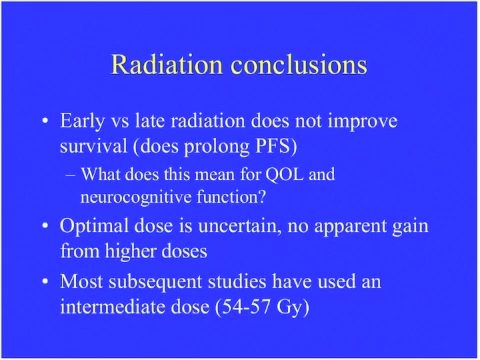 Radiation conclusions
• Early vs late radiation does not improve
survival (does prolong PFS)
– What does this mean for QOL and
neurocognitive function?
• Optimal dose is uncertain, no apparent gain
from higher doses
• Most subsequent studies have used an
intermediate dose (54-57 Gy)